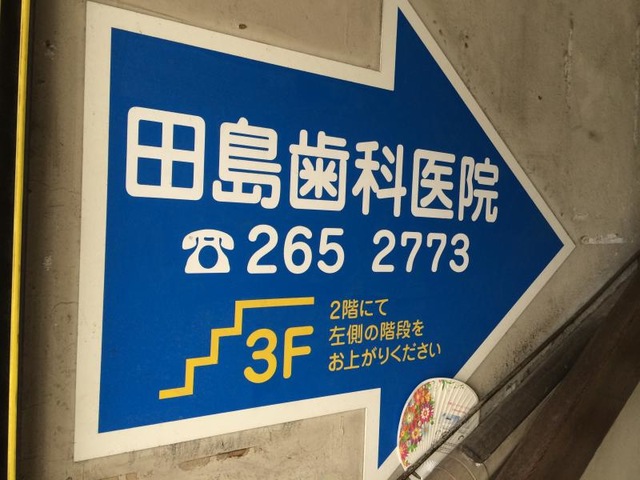 田島歯科医院
☎265 2773
3F
2階にて
左側の階段を
お上がりください